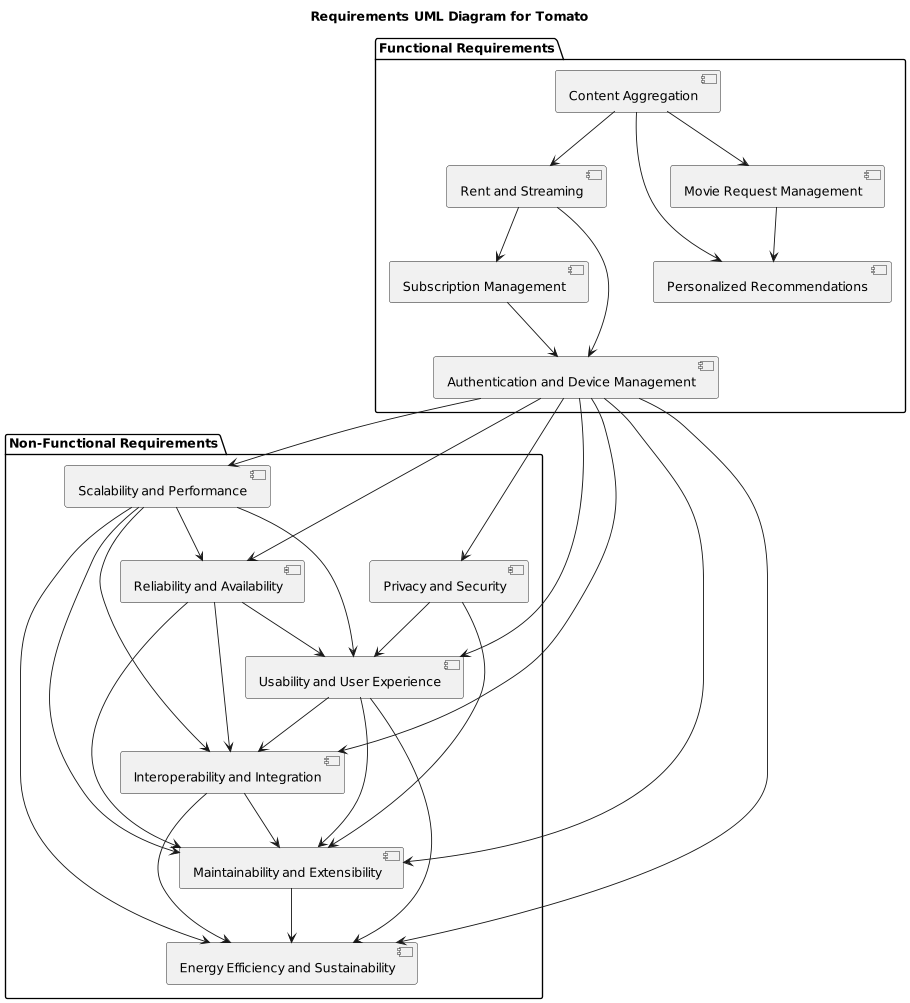 Requirements UML Diagram for Tomato
Functional Requirements
Content Aggregation
Rent and Streaming
Movie Request Management
Subscription Management
Personalized Recommendations
Authentication and Device Management
Non-Functional Requirements
Scalability and Performance
Reliability and Availability
Privacy and Security
Usability and User Experience
Interoperability and Integration
Maintainability and Extensibility
Energy Efficiency and Sustainability